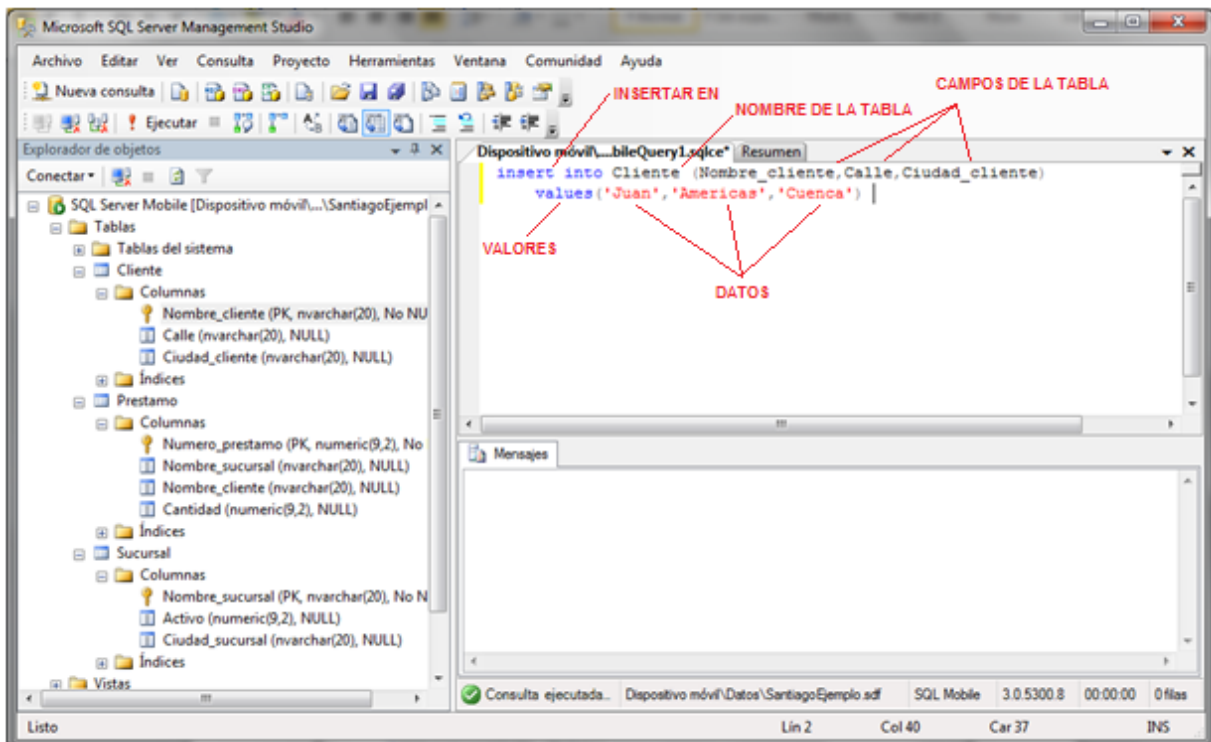 Microsoft SQL Server Management Studio
Archivo Editar Ver Consulta Proyecto Herramientas Ventana Comunidad Ayuda
Nueva consulta
Ejecutar
INSERTAR EN
NOMBRE DE LA TABLA
CAMPOS DE LA TABLA
Explorador de objetos
Conectar
SQL Server Mobile [Dispositivo móvil\...\SantiagoEjempl
Tablas
Tablas del sistema
Cliente
Columnas
Nombre_cliente (PK, nvarchar(20), No NU
Calle (nvarchar(20), NULL)
Ciudad_cliente (nvarchar(20), NULL)
Índices
Prestamo
Columnas
Numero_prestamo (PK, numeric(9,2), No
Nombre_sucursal (nvarchar(20), NULL)
Nombre_cliente (nvarchar(20), NULL)
Cantidad (numeric(9,2), NULL)
Índices
Sucursal
Columnas
Nombre_sucursal (PK, nvarchar(20), No N
Activo (numeric(9,2), NULL)
Ciudad_sucursal (nvarchar(20), NULL)
Índices
Vistas
Dispositivo móvil\...bileQuery1.sqlce* Resumen
insert into Cliente (Nombre_cliente,Calle,Ciudad_cliente)
values('Juan','Americas','Cuenca')
VALORES
DATOS
Mensajes
Consulta ejecutada... Dispositivo móvil\Datos\SantiagoEjemplo.sdf SQL Mobile 3.0.5300.8 00:00:00 0 filas
Listo Lín 2 Col 40 Car 37 INS